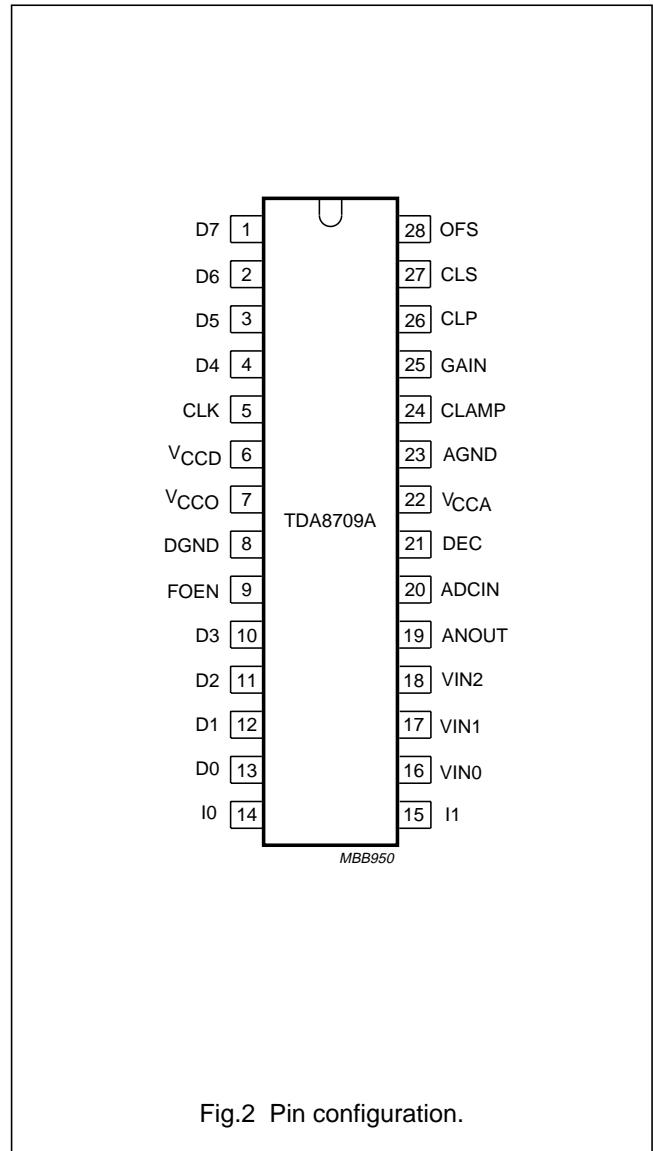 D7 1 28 OFS
D6 2 27 CLS
D5 3 26 CLP
D4 4 25 GAIN
CLK 5 24 CLAMP
VCCD 6 23 AGND
VCCO 7 22 VCCA
TDA8709A
DGND 8 21 DEC
FOEN 9 20 ADCIN
D3 10 19 ANOUT
D2 11 18 VIN2
D1 12 17 VIN1
D0 13 16 VIN0
I0 14 15 I1
MBB950
Fig.2 Pin configuration.